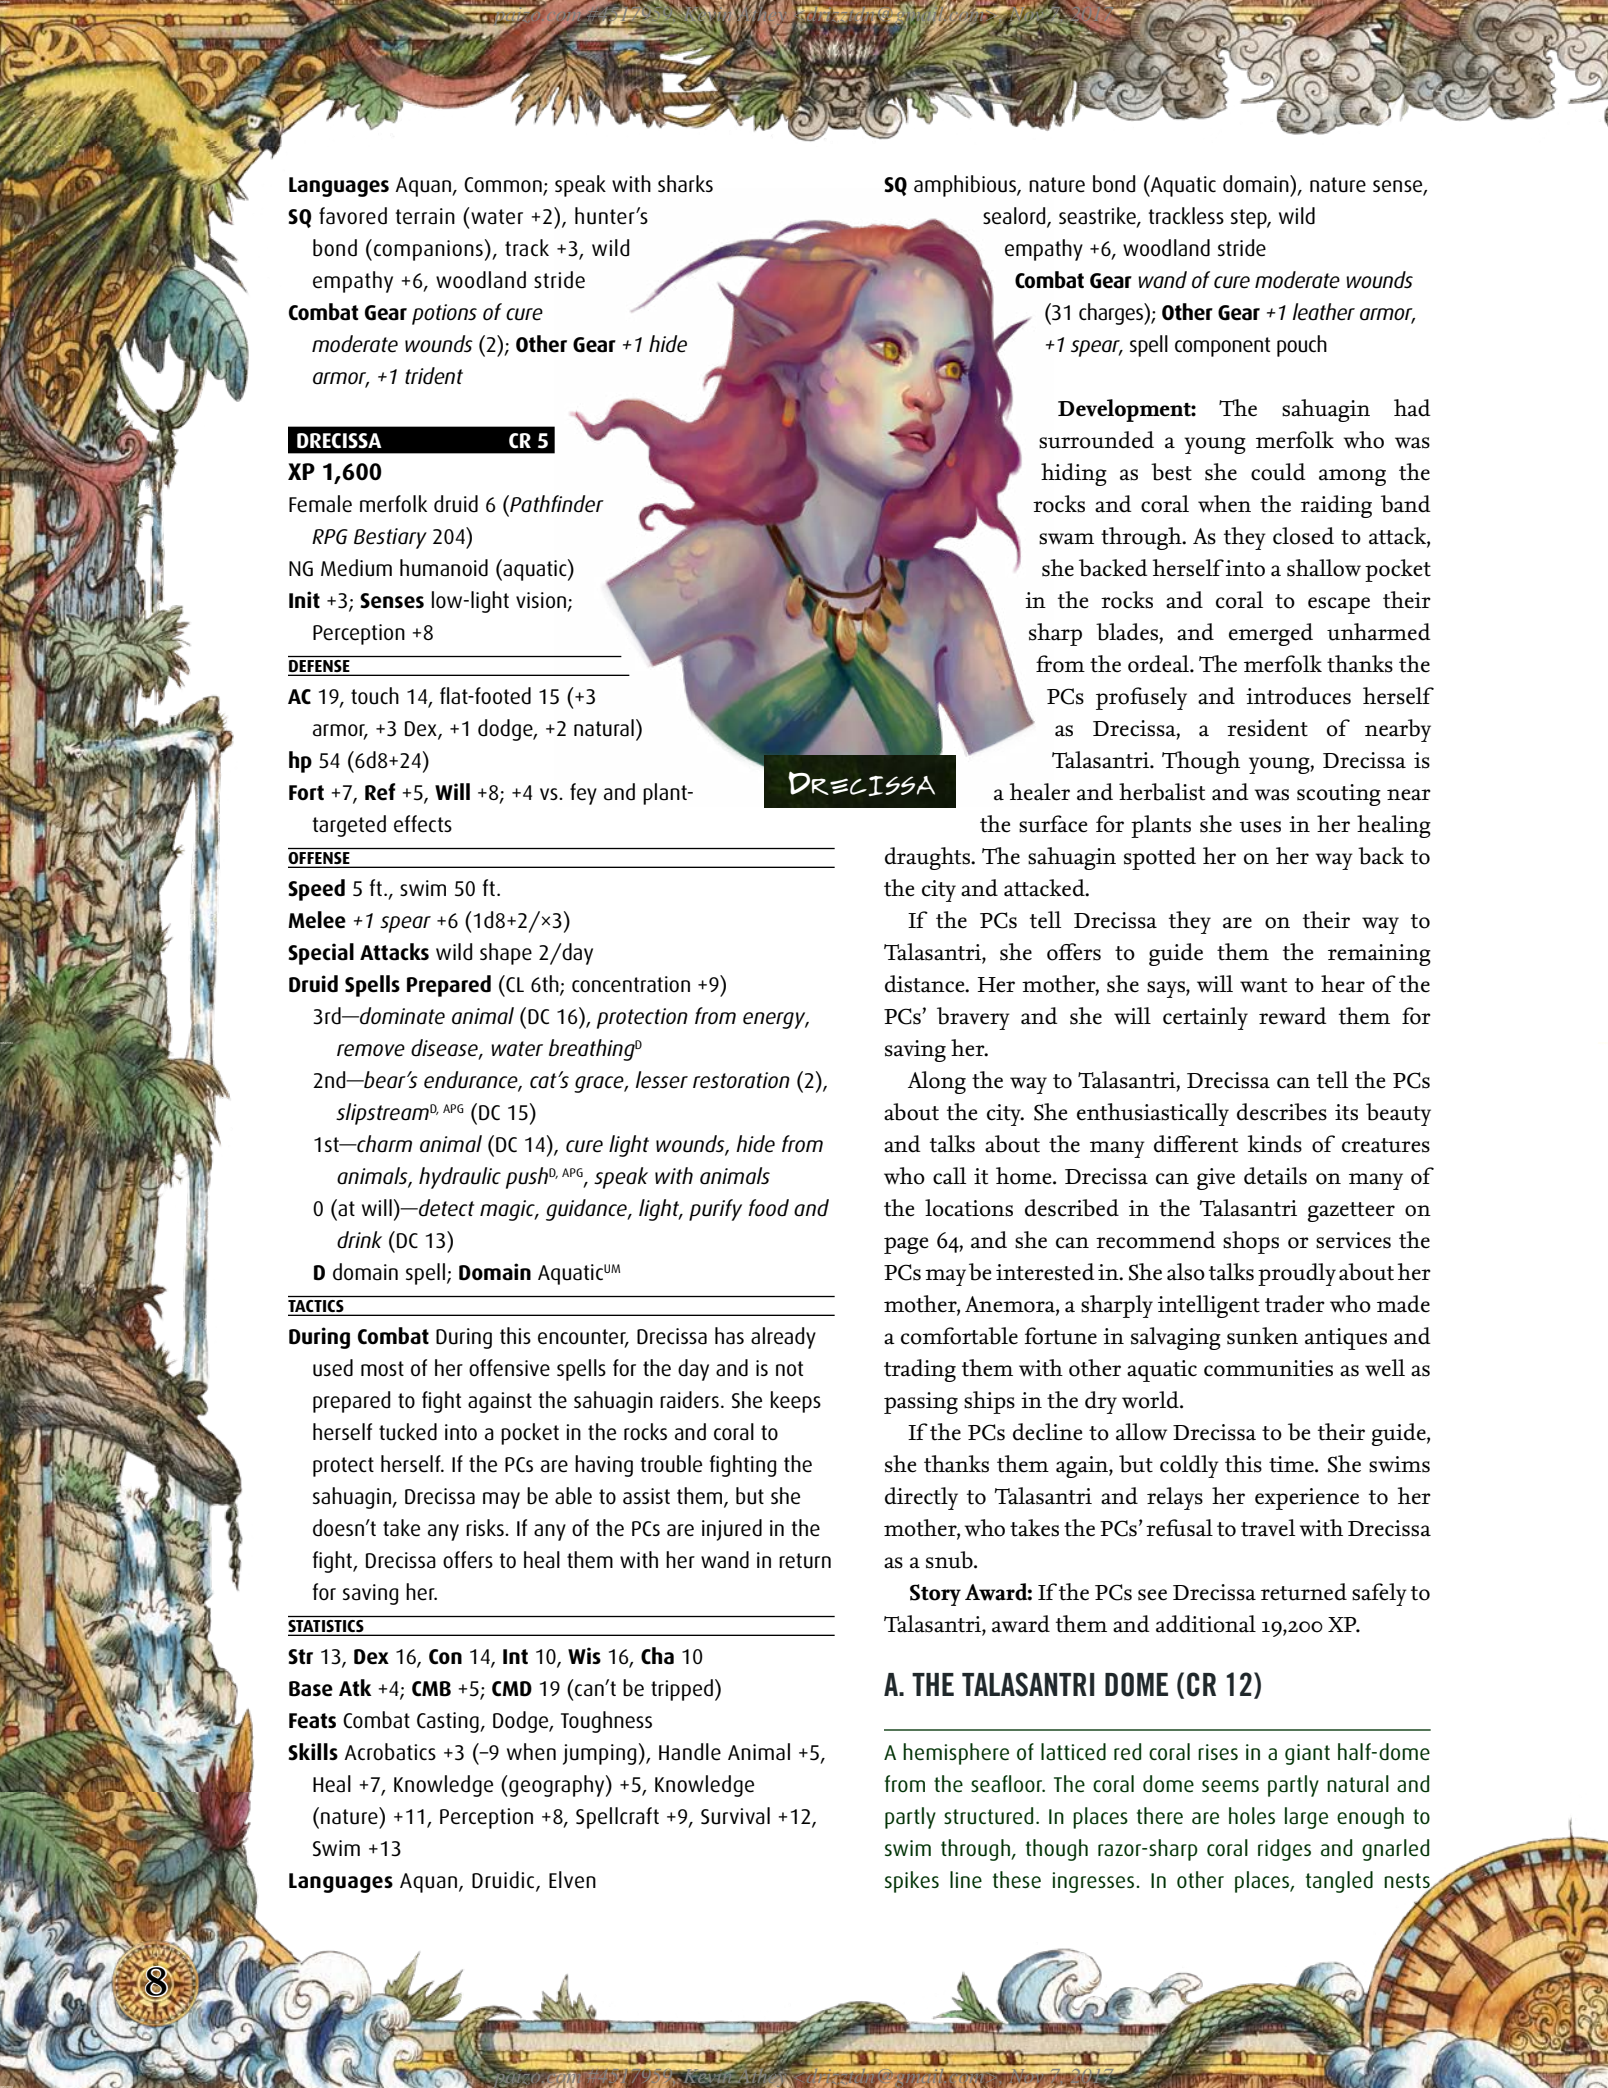 Languages Aquan, Common; speak with sharks
SQ favored terrain (water +2), hunter’s
bond (companions), track +3, wild
empathy +6, woodland stride
Combat Gear potions of cure
moderate wounds (2); Other Gear +1 hide
armor, +1 trident
DRECISSA CR 5
XP 1,600
Female merfolk druid 6 (Pathfinder
RPG Bestiary 204)
NG Medium humanoid (aquatic)
Init +3; Senses low-light vision;
Perception +8
DEFENSE
AC 19, touch 14, flat-footed 15 (+3
armor, +3 Dex, +1 dodge, +2 natural)
hp 54 (6d8+24)
Fort +7, Ref +5, Will +8; +4 vs. fey and plant-
targeted effects
OFFENSE
Speed 5 ft., swim 50 ft.
Melee +1 spear +6 (1d8+2/×3)
Special Attacks wild shape 2/day
Druid Spells Prepared (CL 6th; concentration +9)
3rd—dominate animal (DC 16), protection from energy,
remove disease, water breathingD
2nd—bear’s endurance, cat’s grace, lesser restoration (2),
slipstreamD, APG (DC 15)
1st—charm animal (DC 14), cure light wounds, hide from
animals, hydraulic pushD, APG, speak with animals
0 (at will)—detect magic, guidance, light, purify food and
drink (DC 13)
D domain spell; Domain AquaticUM
TACTICS
During Combat During this encounter, Drecissa has already
used most of her offensive spells for the day and is not
prepared to fight against the sahuagin raiders. She keeps
herself tucked into a pocket in the rocks and coral to
protect herself. If the PCs are having trouble fighting the
sahuagin, Drecissa may be able to assist them, but she
doesn’t take any risks. If any of the PCs are injured in the
fight, Drecissa offers to heal them with her wand in return
for saving her.
STATISTICS
Str 13, Dex 16, Con 14, Int 10, Wis 16, Cha 10
Base Atk +4; CMB +5; CMD 19 (can’t be tripped)
Feats Combat Casting, Dodge, Toughness
Skills Acrobatics +3 (–9 when jumping), Handle Animal +5,
Heal +7, Knowledge (geography) +5, Knowledge
(nature) +11, Perception +8, Spellcraft +9, Survival +12,
Swim +13
Languages Aquan, Druidic, Elven
DRECISSA
SQ amphibious, nature bond (Aquatic domain), nature sense,
sealord, seastrike, trackless step, wild
empathy +6, woodland stride
Combat Gear wand of cure moderate wounds
(31 charges); Other Gear +1 leather armor,
+1 spear, spell component pouch
Development: The sahuagin had
surrounded a young merfolk who was
hiding as best she could among the
rocks and coral when the raiding band
swam through. As they closed to attack,
she backed herself into a shallow pocket
in the rocks and coral to escape their
sharp blades, and emerged unharmed
from the ordeal. The merfolk thanks the
PCs profusely and introduces herself
as Drecissa, a resident of nearby
Talasantri. Though young, Drecissa is
a healer and herbalist and was scouting near
the surface for plants she uses in her healing
draughts. The sahuagin spotted her on her way back to
the city and attacked.
If the PCs tell Drecissa they are on their way to
Talasantri, she offers to guide them the remaining
distance. Her mother, she says, will want to hear of the
PCs’ bravery and she will certainly reward them for
saving her.
Along the way to Talasantri, Drecissa can tell the PCs
about the city. She enthusiastically describes its beauty
and talks about the many different kinds of creatures
who call it home. Drecissa can give details on many of
the locations described in the Talasantri gazetteer on
page 64, and she can recommend shops or services the
PCs may be interested in. She also talks proudly about her
mother, Anemora, a sharply intelligent trader who made
a comfortable fortune in salvaging sunken antiques and
trading them with other aquatic communities as well as
passing ships in the dry world.
If the PCs decline to allow Drecissa to be their guide,
she thanks them again, but coldly this time. She swims
directly to Talasantri and relays her experience to her
mother, who takes the PCs’ refusal to travel with Drecissa
as a snub.
Story Award: If the PCs see Drecissa returned safely to
Talasantri, award them and additional 19,200 XP.
A. THE TALASANTRI DOME (CR 12)
A hemisphere of latticed red coral rises in a giant half-dome
from the seafloor. The coral dome seems partly natural and
partly structured. In places there are holes large enough to
swim through, though razor-sharp coral ridges and gnarled
spikes line these ingresses. In other places, tangled nests
8